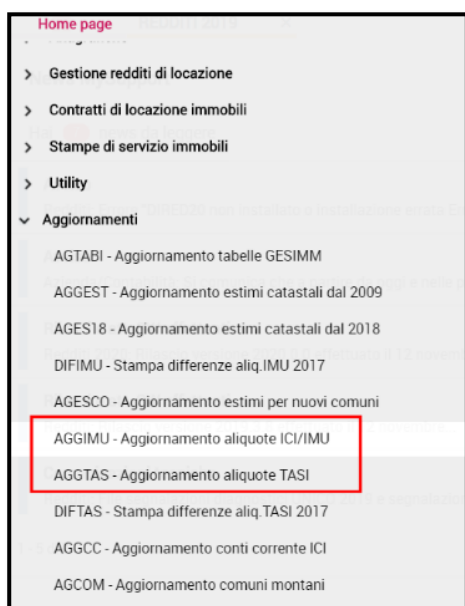 Home page
Gestione redditi di locazione
Contratti di locazione immobili
Stampe di servizio immobili
Utility
Aggiornamenti
AGTABI - Aggiornamento tabelle GESIMM
AGGEST - Aggiornamento estimi catastali dal 2009
AGES18 - Aggiornamento estimi catastali dal 2018
DIFIMU - Stampa differenze aliq.IMU 2017
AGESCO - Aggiornamento estimi per nuovi comuni
AGGIMU - Aggiornamento aliquote ICI/IMU
AGGTAS - Aggiornamento aliquote TASI
DIFTAS - Stampa differenze aliq.TASI 2017
AGGCC - Aggiornamento conti corrente ICI
AGCOM - Aggiornamento comuni montani